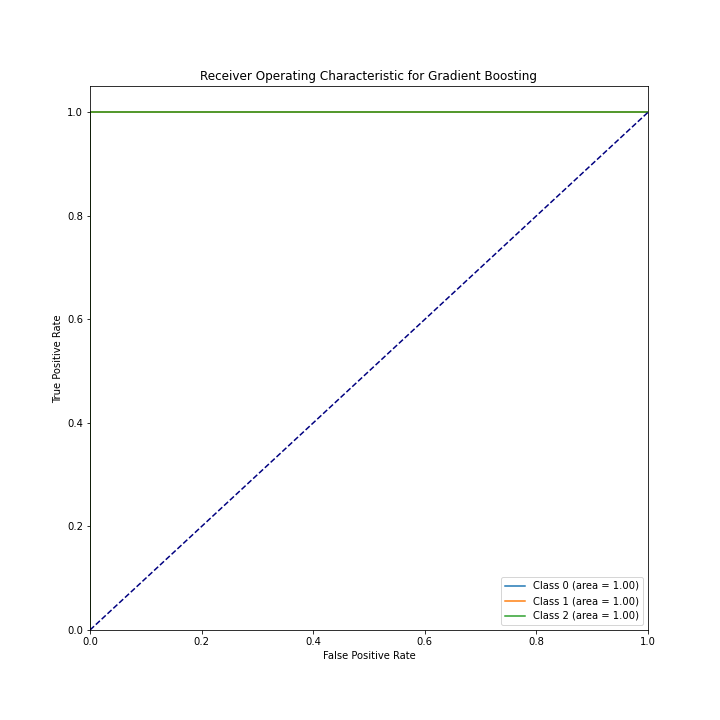 Receiver Operating Characteristic for Gradient Boosting
True Positive Rate
1.0
0.8
0.6
0.4
0.2
0.0
0.0 0.2 0.4 0.6 0.8 1.0
False Positive Rate
Class 0 (area = 1.00)
Class 1 (area = 1.00)
Class 2 (area = 1.00)